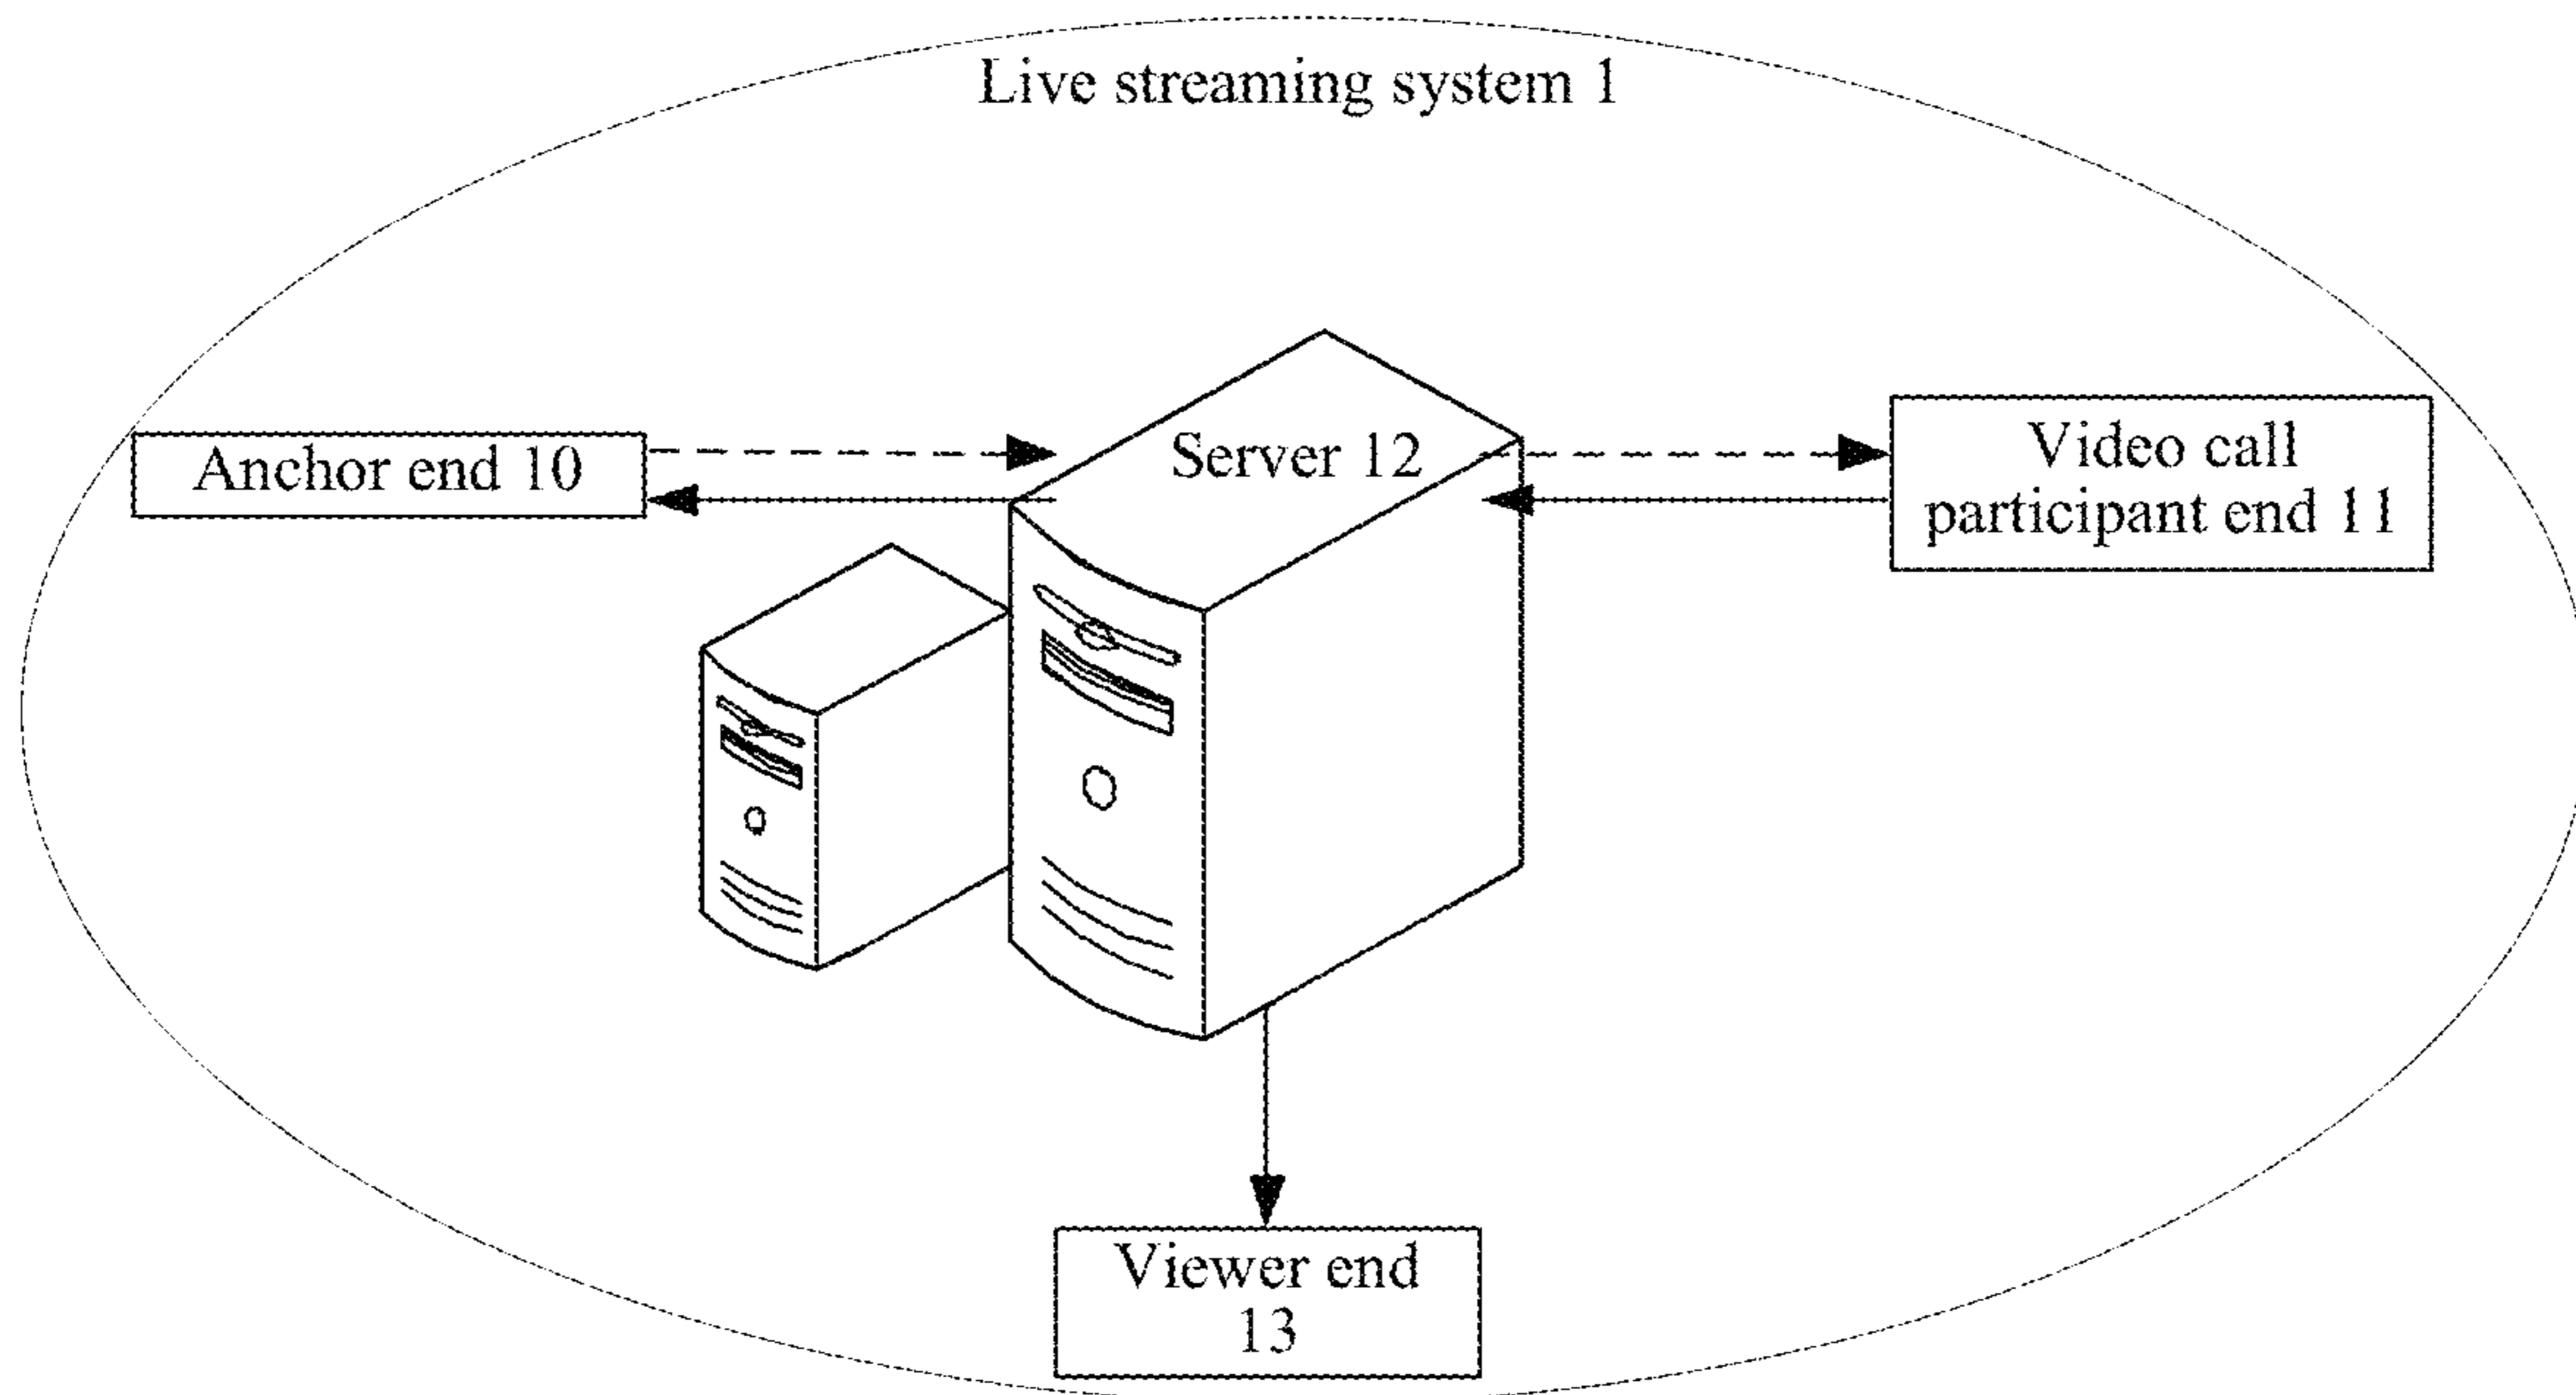 Live streaming system 1
Anchor end 10
Server 12
Video call
participant end 11
Viewer end
13